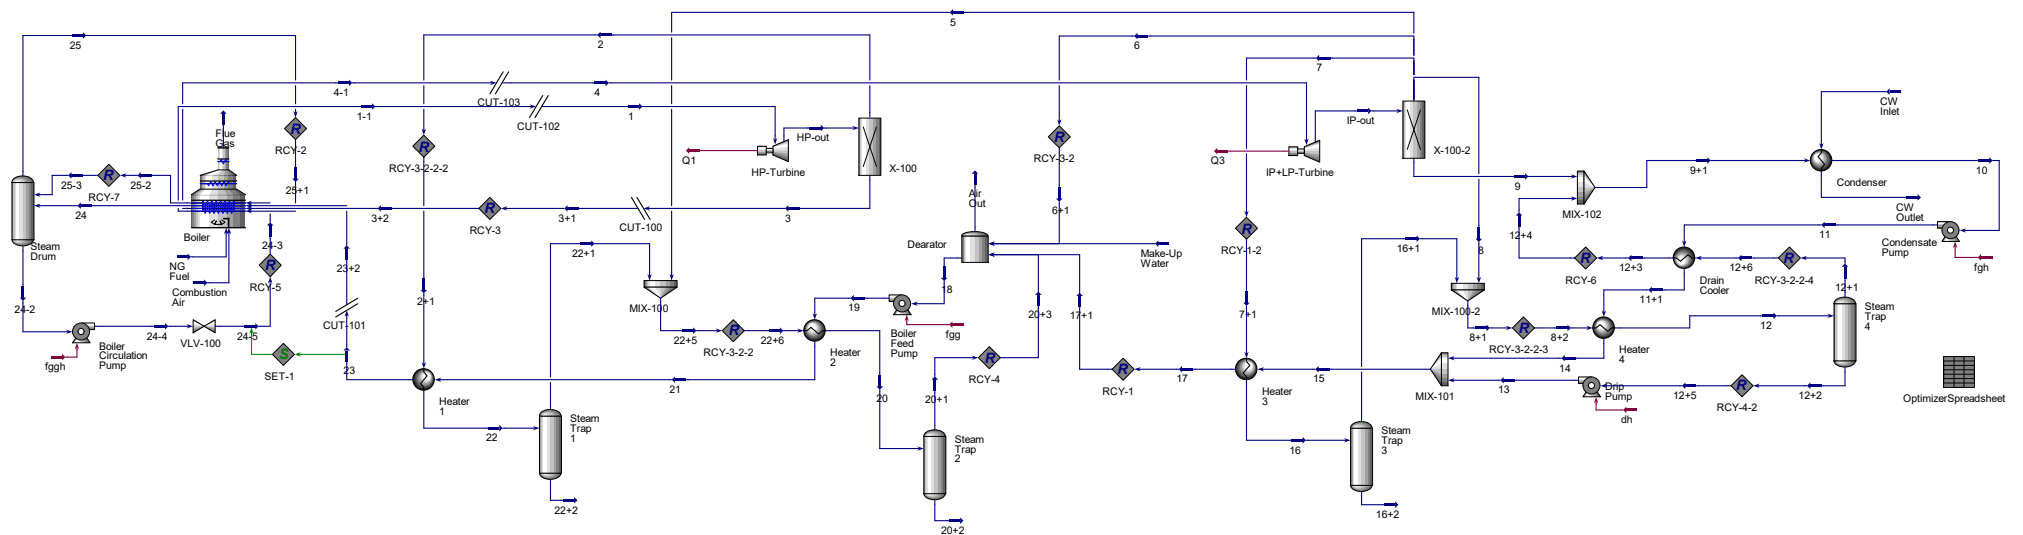 5
25
2
6
7
4-1
CUT-103
4
1-1
CUT-102
1
Flue
Gas
R
RCY-2
R
RCY-3-2-2-2
HP-out
Q1
HP-Turbine
X-100
R
RCY-3-2
IP-out
Q3
IP+LP-Turbine
X-100-2
CW
Inlet
25-3
R
RCY-7
25-2
25+1
24
Boiler
3+2
R
RCY-3
3+1
CUT-100
3
Air
Out
6+1
9
MIX-102
9+1
Condenser
10
CW
Outlet
Steam
Drum
24-3
NG
Fuel
Combustion
Air
R
RCY-5
23+2
22+1
Dearator
Make-Up
Water
R
RCY-1-2
16+1
8
12+4
11
Condensate
Pump
fgh
R
RCY-6
12+3
Drain
Cooler
12+6
R
RCY-3-2-2-4
12+1
11+1
24-2
CUT-101
2+1
MIX-100
18
19
20+3
17+1
7+1
MIX-100-2
Steam
Trap
4
24-4
VLV-100
24-5
Boiler
Circulation
Pump
fggh
S
SET-1
23
22+5
R
RCY-3-2-2
22+6
Heater
2
Boiler
Feed
Pump
fgg
8+1
R
RCY-3-2-2-3
8+2
Heater
4
12
Heater
1
21
20
R
RCY-4
20+1
R
RCY-1
17
Heater
3
15
MIX-101
14
13
Drip
Pump
dh
12+5
R
RCY-4-2
12+2
OptimizerSpreadsheet
22
Steam
Trap
1
22+2
Steam
Trap
2
20+2
16
Steam
Trap
3
16+2